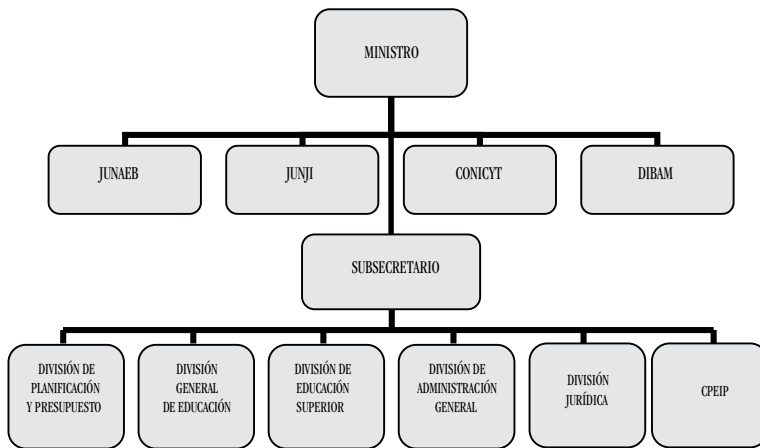 MINISTRO
JUNAEB
JUNJI
CONICYT
DIBAM
SUBSECRETARIO
DIVISIÓN DE
PLANIFICACIÓN
Y PRESUPUESTO
DIVISIÓN
GENERAL
DE EDUCACIÓN
DIVISIÓN DE
EDUCACIÓN
SUPERIOR
DIVISIÓN DE
ADMINISTRACIÓN
GENERAL
DIVISIÓN
JURÍDICA
CPEIP